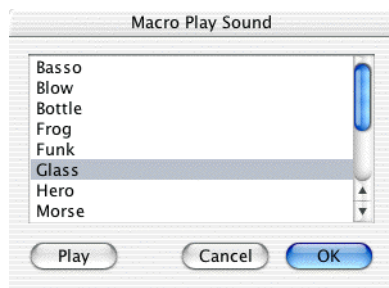 Macro Play Sound
Basso
Blow
Bottle
Frog
Funk
Glass
Hero
Morse
Play Cancel OK